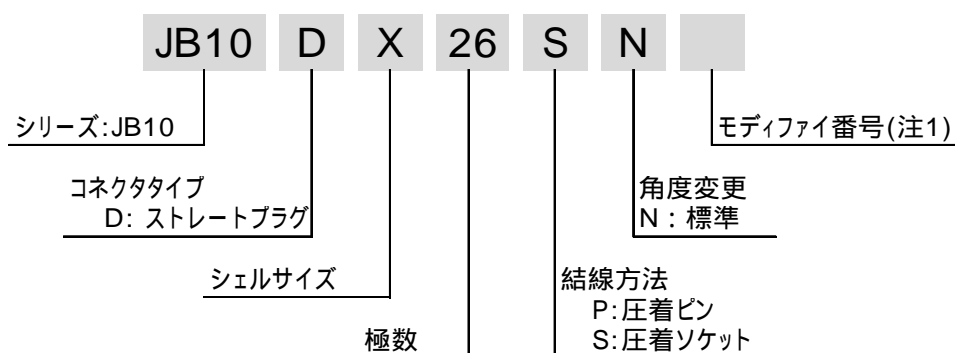 JB10 D X 26 S N
シリーズ:JB10
モディファイ番号(注1)
コネクタタイプ
D: ストレートプラグ
角度変更
N:標準
シェルサイズ
結線方法
P:圧着ピン
極数
S:圧着ソケット